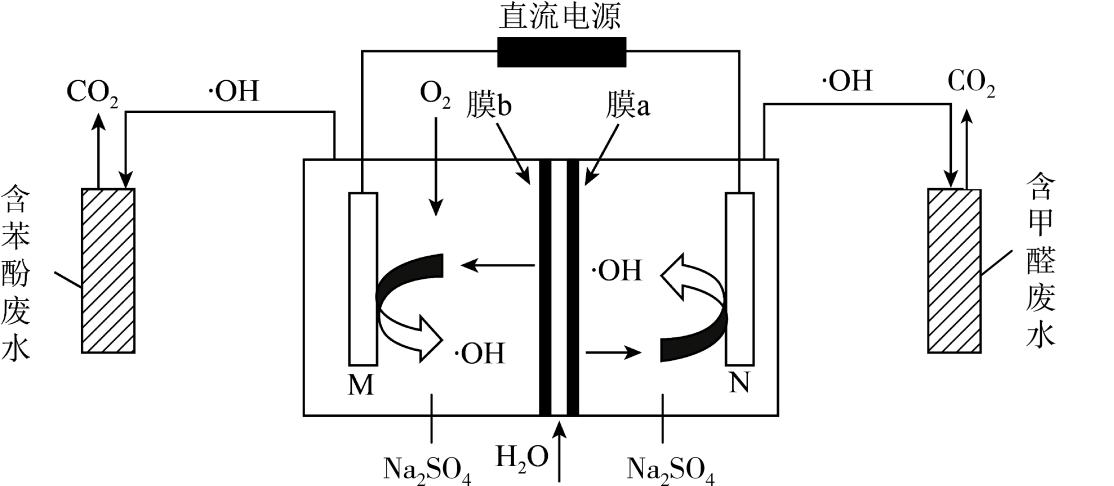 直流电源
CO₂
·OH
O₂
膜b
膜a
·OH
CO₂
含苯酚废水
含甲醛废水
·OH
·OH
M
N
Na₂SO₄
H₂O
Na₂SO₄